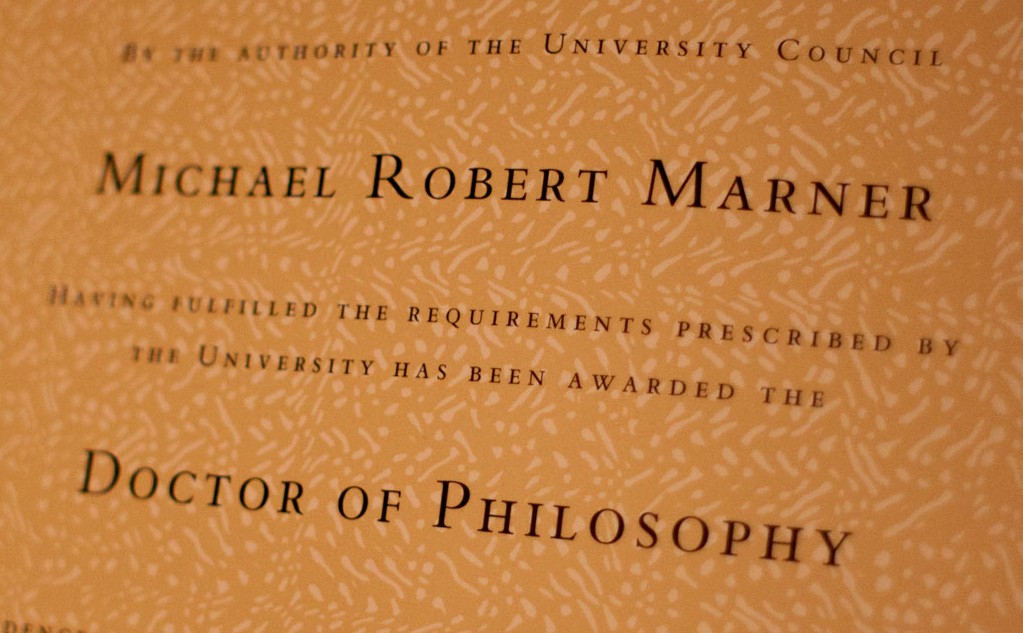 By the authority of the University Council
Michael Robert Marner
Having fulfilled the requirements prescribed by
the University has been awarded the
Doctor of Philosophy